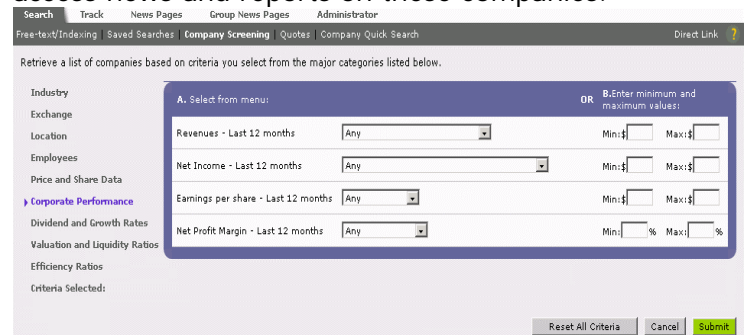 access news and reports on those companies.
Search Track News Pages Group News Pages Administrator
Free-text/Indexing | Saved Searches | Company Screening | Quotes | Company Quick Search Direct Link ?
Retrieve a list of companies based on criteria you select from the major categories listed below.
Industry
Exchange
Location
Employees
Price and Share Data
Corporate Performance
Dividend and Growth Rates
Valuation and Liquidity Ratios
Efficiency Ratios
Criteria Selected:
A. Select from menu: OR B.Enter minimum and
maximum values:
Revenues - Last 12 months Any Min:$ Max:$
Net Income - Last 12 months Any Min:$ Max:$
Earnings per share - Last 12 months Any Min:$ Max:$
Net Profit Margin - Last 12 months Any Min: % Max: %
Reset All Criteria Cancel Submit